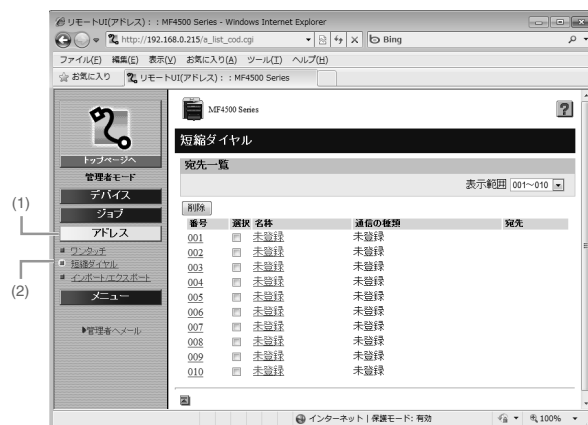 リモートUI(アドレス)：: MF4500 Series - Windows Internet Explorer
http://192.168.0.215/a_list_cod.cgi
Bing
ファイル(F) 編集(E) 表示(V) お気に入り(A) ツール(T) ヘルプ(H)
お気に入り リモートUI(アドレス)：: MF4500 Series
MF4500 Series
?
トップページへ
管理者モード
デバイス
ジョブ
(1)
アドレス
ワンタッチ
(2)
短縮ダイヤル
インポート/エクスポート
メニュー
管理者へメール
短縮ダイヤル
宛先一覧
表示範囲 001～010
削除
番号 選択 名称 通信の種類 宛先
001 未登録 未登録
002 未登録 未登録
003 未登録 未登録
004 未登録 未登録
005 未登録 未登録
006 未登録 未登録
007 未登録 未登録
008 未登録 未登録
009 未登録 未登録
010 未登録 未登録
インターネット | 保護モード: 有効
100%